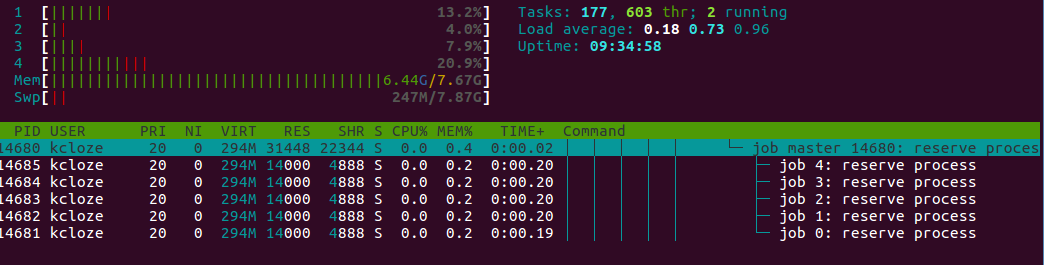 1 [||||||| 13.2%] Tasks: 177, 603 thr; 2 running
2 [|| 4.0%] Load average: 0.18 0.73 0.96
3 [|||| 7.9%] Uptime: 09:34:58
4 [|||||||||||| 20.9%]
Mem[|||||||||||||||||||||||||||||||||||||6.44G/7.67G]
Swp[|| 247M/7.87G]
PID USER PRI NI VIRT RES SHR S CPU% MEM% TIME+ Command
14680 kcloze 20 0 294M 31448 22344 S 0.0 0.4 0:00.02 │ │ │ │ │ └─ job master 14680: reserve proces
14685 kcloze 20 0 294M 14000 4888 S 0.0 0.2 0:00.20 │ │ │ │ │ ├─ job 4: reserve process
14684 kcloze 20 0 294M 14000 4888 S 0.0 0.2 0:00.20 │ │ │ │ │ ├─ job 3: reserve process
14683 kcloze 20 0 294M 14000 4888 S 0.0 0.2 0:00.20 │ │ │ │ │ ├─ job 2: reserve process
14682 kcloze 20 0 294M 14000 4888 S 0.0 0.2 0:00.20 │ │ │ │ │ ├─ job 1: reserve process
14681 kcloze 20 0 294M 14000 4888 S 0.0 0.2 0:00.19 │ │ │ │ │ └─ job 0: reserve process